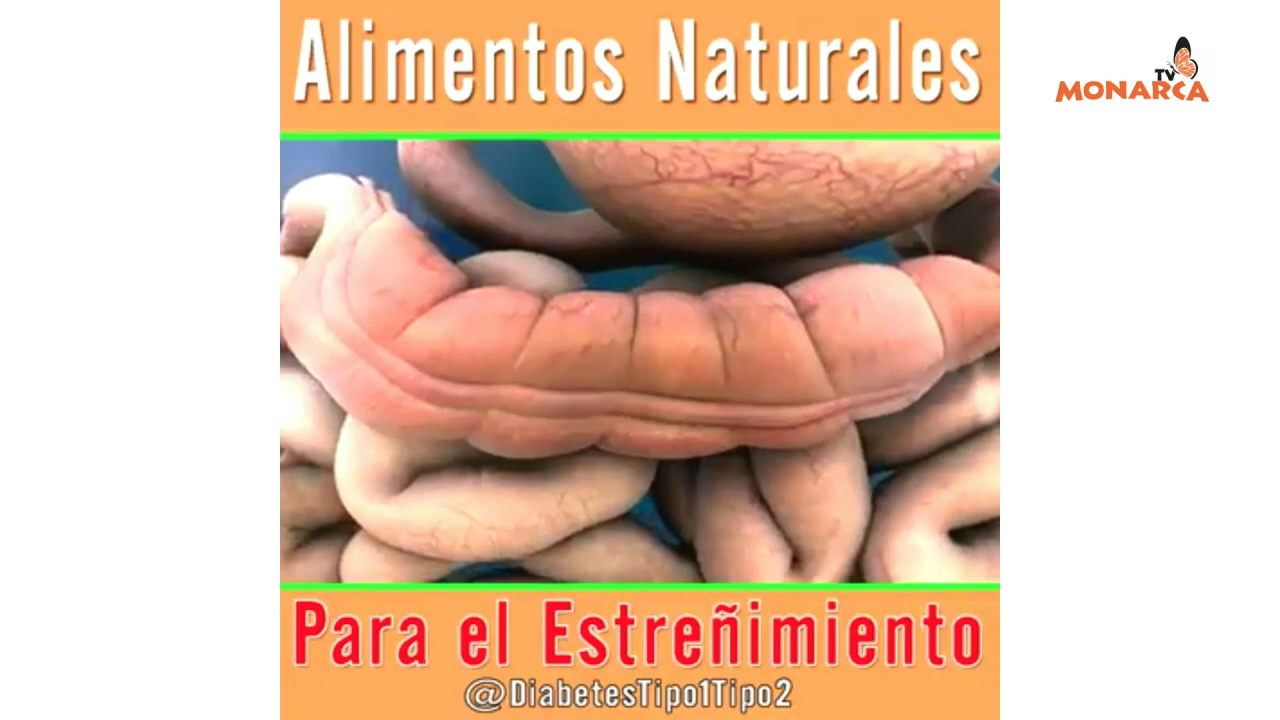 Alimentos Naturales
TV
MONARCA
Para el Estreñimiento
@DiabetesTipo1Tipo2